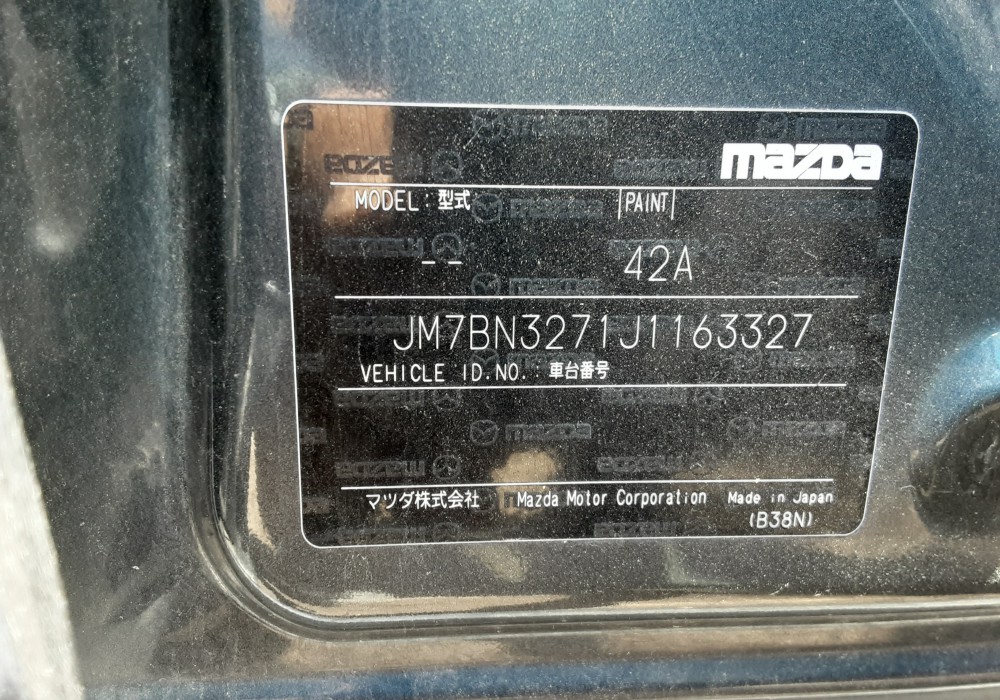 mazda
MODEL : 型式 |PAINT|
_ _ 42A
JM7BN3271J1163327
VEHICLE ID.NO. : 車台番号
マツダ株式会社 Mazda Motor Corporation Made in Japan
(B38N)